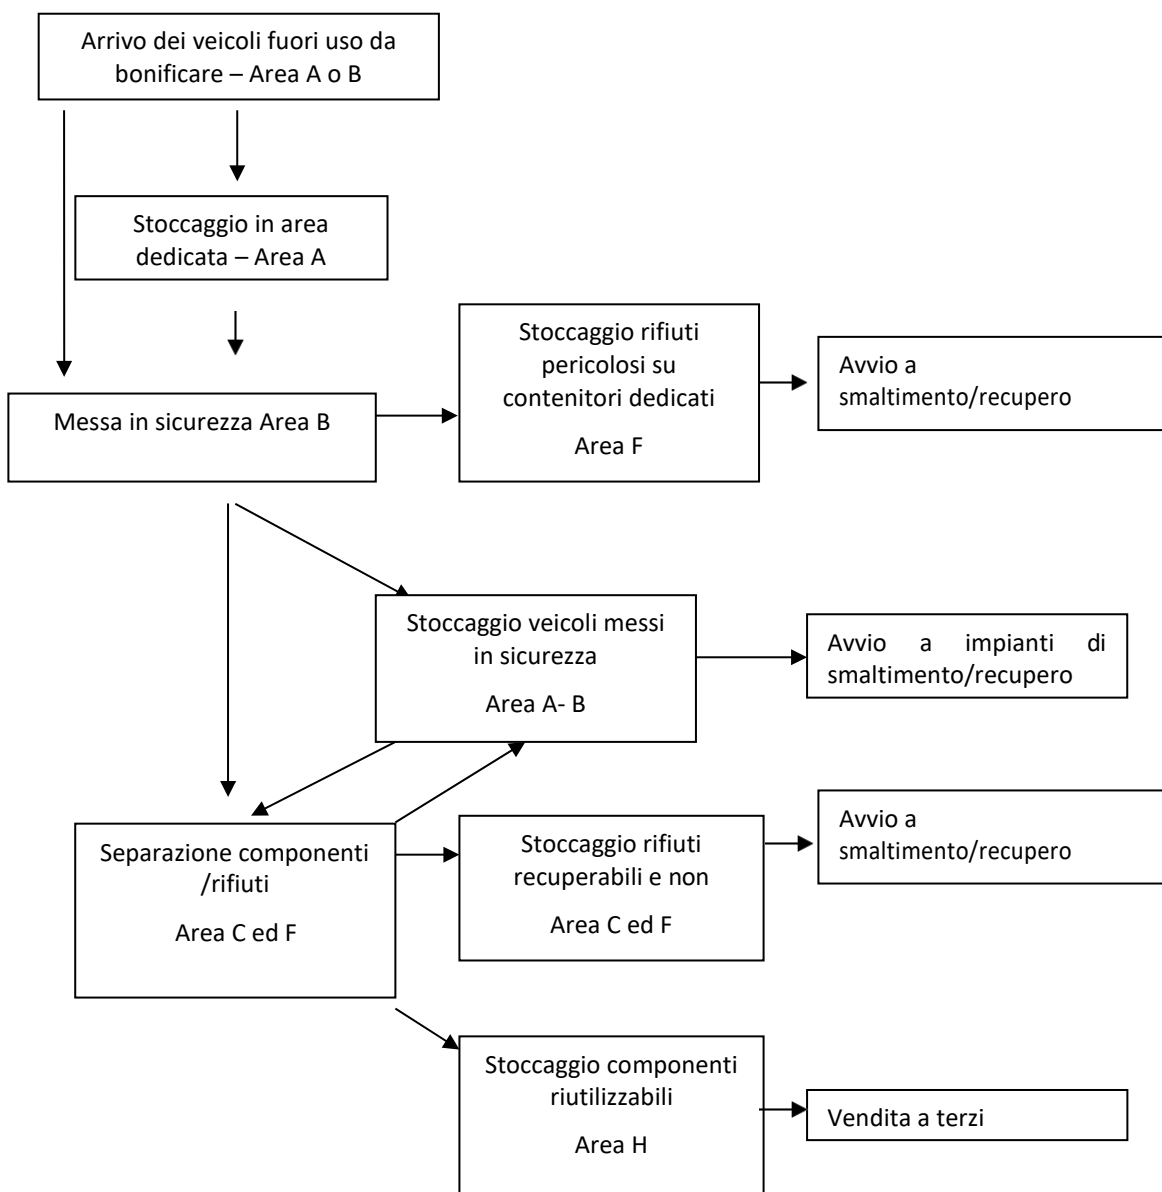 Arrivo dei veicoli fuori uso da
bonificare – Area A o B
Stoccaggio in area
dedicata – Area A
Messa in sicurezza Area B
Stoccaggio rifiuti
pericolosi su
contenitori dedicati
Area F
Avvio a
smaltimento/recupero
Stoccaggio veicoli messi
in sicurezza
Area A- B
Avvio a impianti di
smaltimento/recupero
Separazione componenti
/rifiuti
Area C ed F
Stoccaggio rifiuti
recuperabili e non
Area C ed F
Avvio a
smaltimento/recupero
Stoccaggio componenti
riutilizzabili
Area H
Vendita a terzi